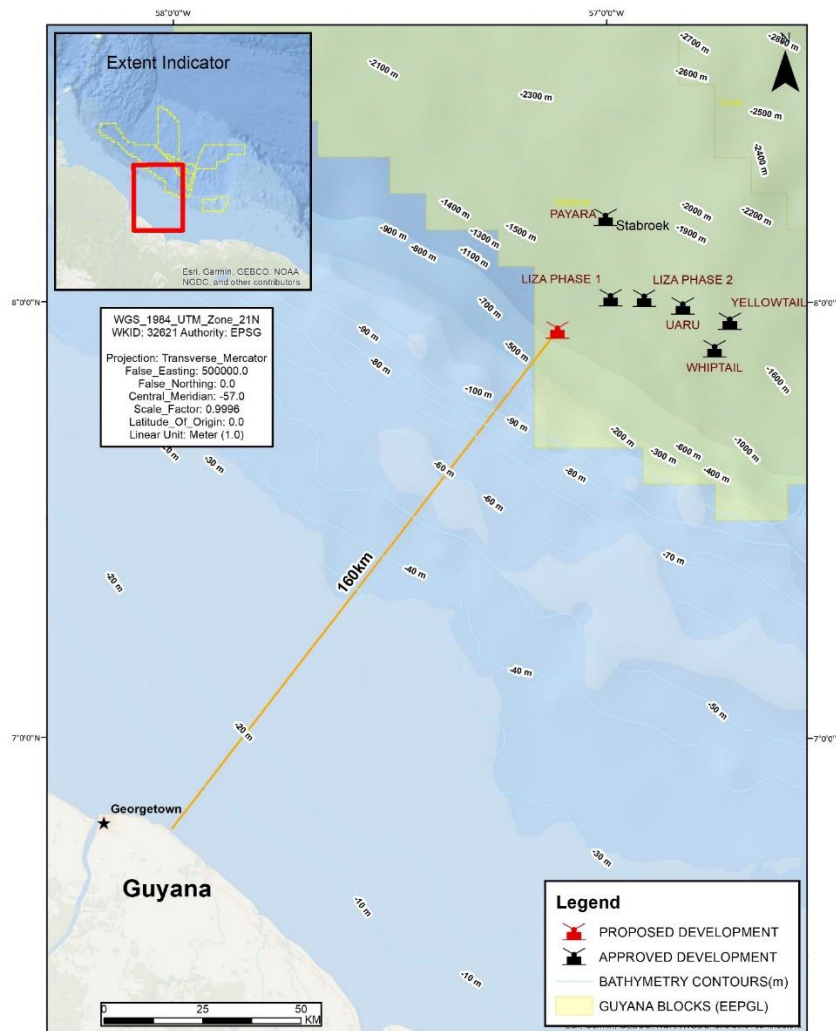 58°0'0"W
57°0'0"W
Extent Indicator
Esri, Garmin, GEBCO, NOAA
NGDC, and other contributors
N
-2100 m
-2300 m
-2700 m
-2800 m
-2600 m
-2500 m
-2400 m
-2200 m
-2000 m
-1900 m
-1400 m
-900 m
-1300 m
-1500 m
-800 m
-1100 m
PAYARA
Stabroek
LIZA PHASE 1
LIZA PHASE 2
YELLOWTAIL
UARU
WHIPTAIL
8°0'0"N
8°0'0"N
WGS_1984_UTM_Zone_21N
WKID: 32621 Authority: EPSG
Projection: Transverse_Mercator
False_Easting: 500000.0
False_Northing: 0.0
Central_Meridian: -57.0
Scale_Factor: 0.9996
Latitude_Of_Origin: 0.0
Linear Unit: Meter (1.0)
-700 m
-500 m
-90 m
-80 m
-1600 m
-100 m
-90 m
-200 m
-300 m
-600 m
-400 m
-1000 m
-30 m
-60 m
-80 m
-60 m
-70 m
-20 m
-40 m
160km
-40 m
-50 m
-20 m
7°0'0"N
7°0'0"N
Georgetown
Guyana
-30 m
-10 m
-10 m
Legend
PROPOSED DEVELOPMENT
APPROVED DEVELOPMENT
BATHYMETRY CONTOURS(m)
GUYANA BLOCKS (EEPGL)
0 25 50
KM